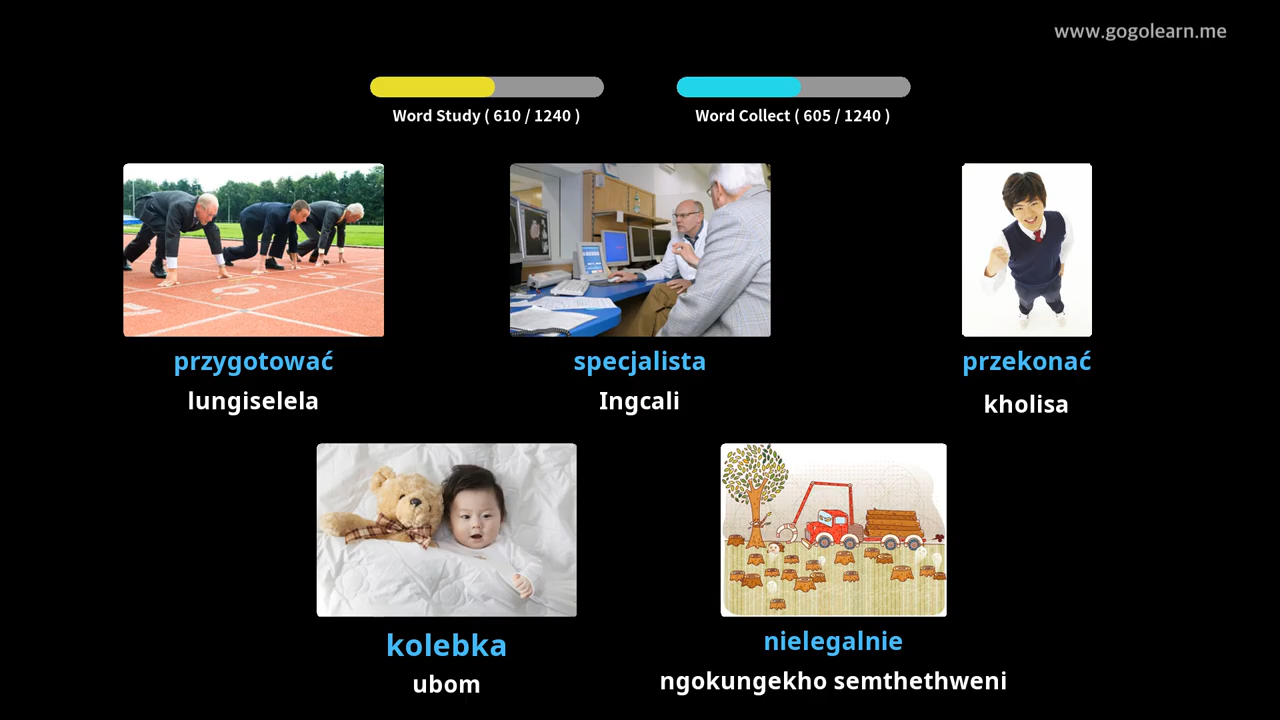 www.gogolearn.me
Word Study ( 610 / 1240 )
Word Collect ( 605 / 1240 )
przygotować
lungiselela
specjalista
Ingcali
przekonać
kholisa
kolebka
ubom
nielegalnie
ngokungekho semthethweni